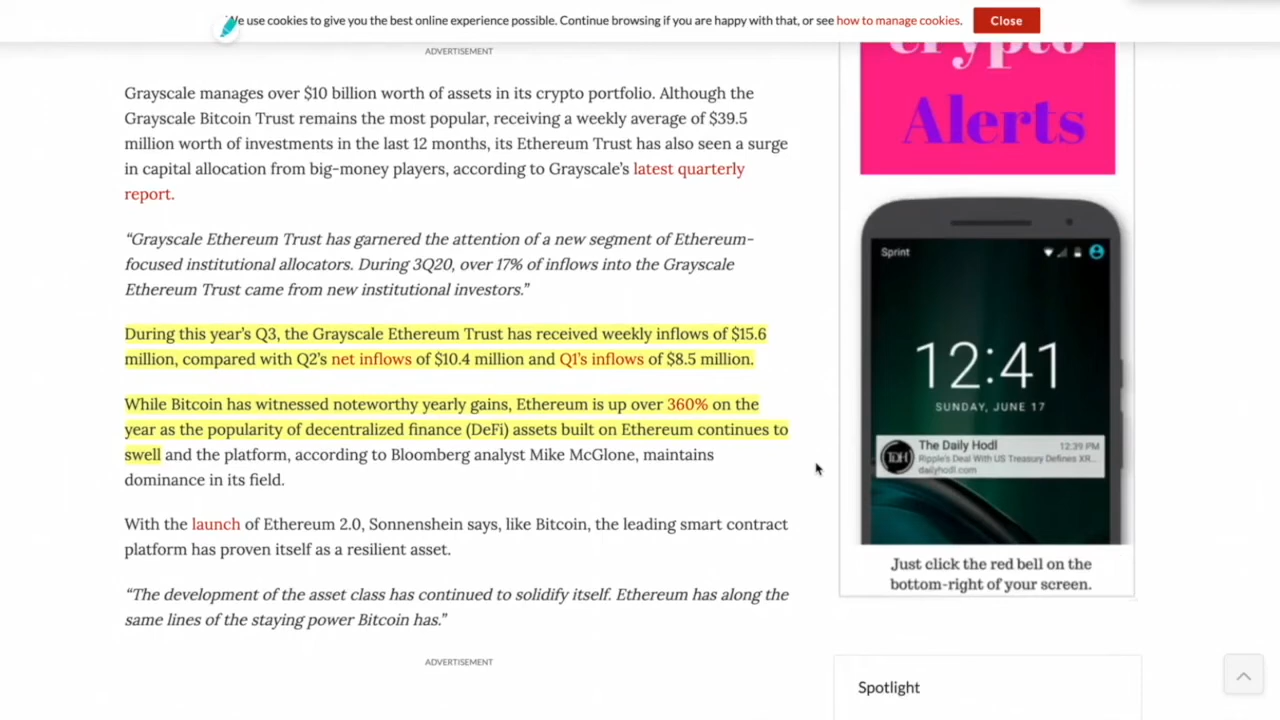 We use cookies to give you the best online experience possible. Continue browsing if you are happy with that, or see how to manage cookies.
Close
ADVERTISEMENT
Grayscale manages over $10 billion worth of assets in its crypto portfolio. Although the
Grayscale Bitcoin Trust remains the most popular, receiving a weekly average of $39.5
million worth of investments in the last 12 months, its Ethereum Trust has also seen a surge
in capital allocation from big-money players, according to Grayscale's latest quarterly
report.
“Grayscale Ethereum Trust has garnered the attention of a new segment of Ethereum-
focused institutional allocators. During 3Q20, over 17% of inflows into the Grayscale
Ethereum Trust came from new institutional investors.”
During this year's Q3, the Grayscale Ethereum Trust has received weekly inflows of $15.6
million, compared with Q2's net inflows of $10.4 million and Q1's inflows of $8.5 million.
While Bitcoin has witnessed noteworthy yearly gains, Ethereum is up over 360% on the
year as the popularity of decentralized finance (DeFi) assets built on Ethereum continues to
swell and the platform, according to Bloomberg analyst Mike McGlone, maintains
dominance in its field.
With the launch of Ethereum 2.0, Sonnenshein says, like Bitcoin, the leading smart contract
platform has proven itself as a resilient asset.
“The development of the asset class has continued to solidify itself. Ethereum has along the
same lines of the staying power Bitcoin has.”
ADVERTISEMENT
Crypto
Alerts
Sprint
12:41
SUNDAY, JUNE 17
The Daily Hodl 12:39 PM
TDH
Ripple's Deal With US Treasury Defines XR...
dailyhodl.com
Just click the red bell on the
bottom-right of your screen.
Spotlight